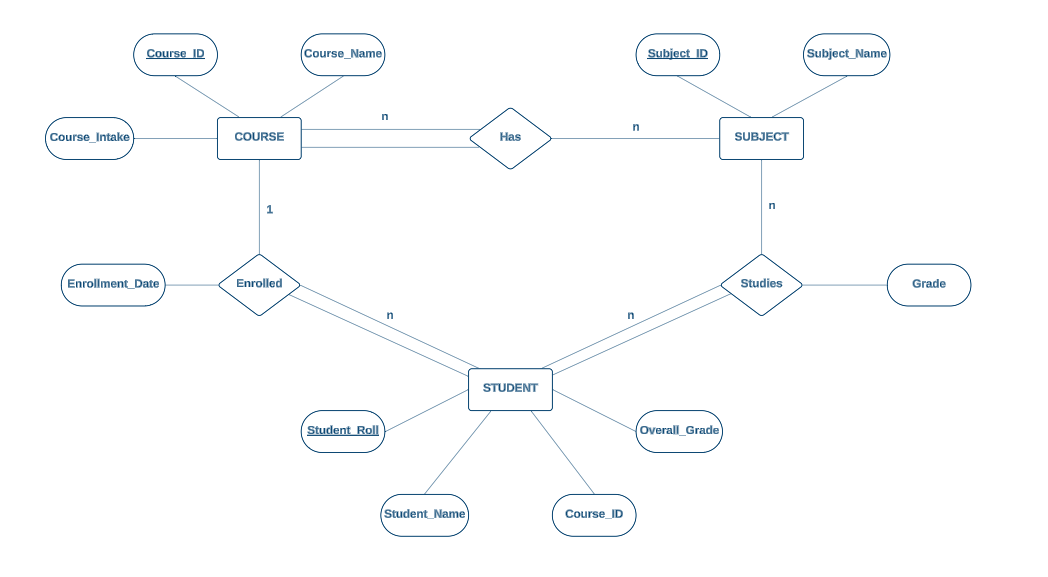 Course_ID
Course_Name
Subject_ID
Subject_Name
n
n
Course_Intake
COURSE
Has
SUBJECT
1
n
Enrollment_Date
Enrolled
Studies
Grade
n
n
STUDENT
Student_Roll
Overall_Grade
Student_Name
Course_ID